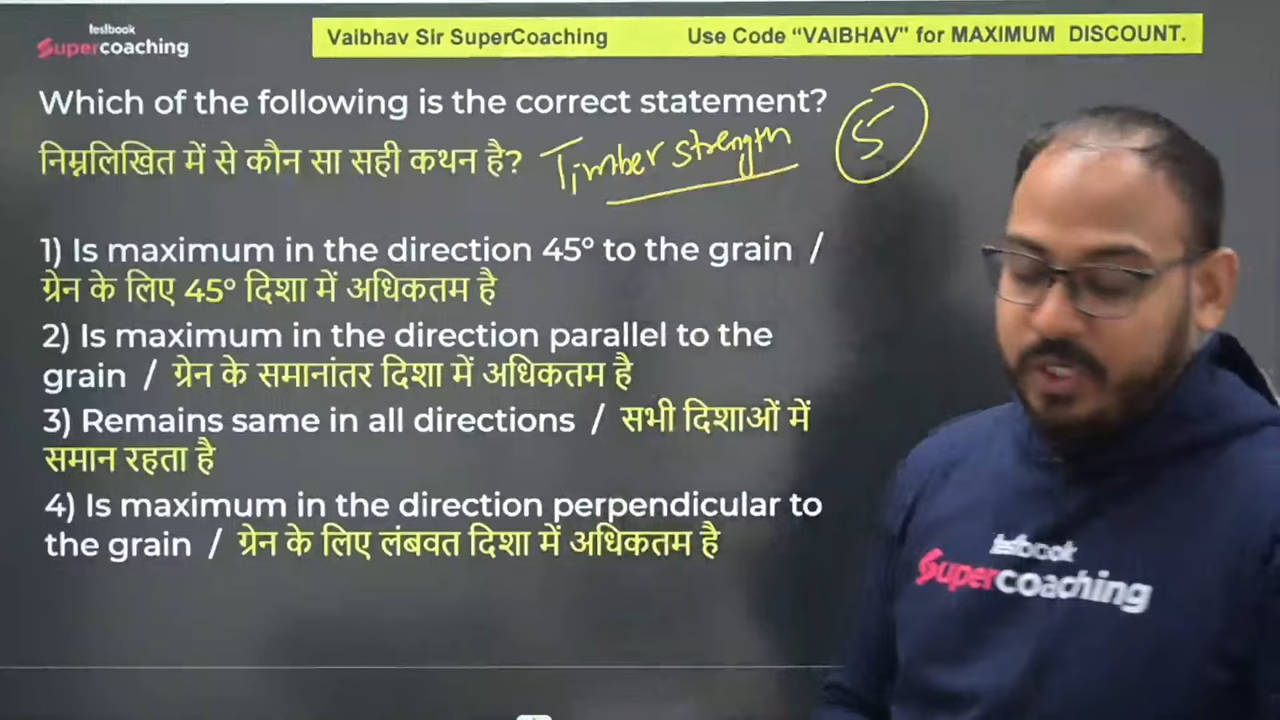 testbook
Supercoaching
Vaibhav Sir SuperCoaching Use Code “VAIBHAV" for MAXIMUM DISCOUNT.
Which of the following is the correct statement?
निम्नलिखित में से कौन सा सही कथन है? Timber strength 5
1) Is maximum in the direction 45° to the grain /
ग्रेन के लिए 45° दिशा में अधिकतम है
2) Is maximum in the direction parallel to the
grain / ग्रेन के समानांतर दिशा में अधिकतम है
3) Remains same in all directions / सभी दिशाओं में
समान रहता है
4) Is maximum in the direction perpendicular to
the grain / ग्रेन के लिए लंबवत दिशा में अधिकतम है
testbook
Supercoaching